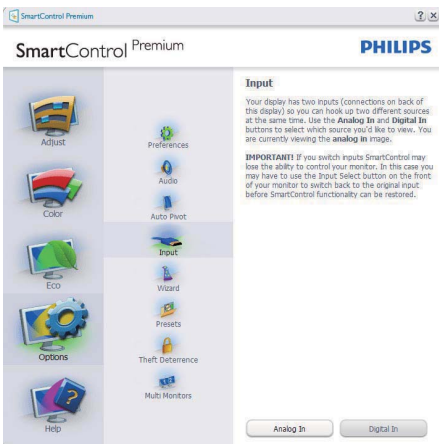 SmartControl Premium
SmartControl Premium
PHILIPS
Adjust
Color
Eco
Options
Help
Preferences
Audio
Auto Pivot
Input
Wizard
Presets
Theft Deterrence
Multi Monitors
Input
Your display has two inputs (connections on back of
this display) so you can hook up two different sources
at the same time. Use the Analog In and Digital In
buttons to select which source you'd like to view. You
are currently viewing the analog in image.
IMPORTANT! If you switch inputs SmartControl may
lose the ability to control your monitor. In this case you
may have to use the Input Select button on the front
of your monitor to switch back to the original input
before SmartControl functionality can be restored.
Analog In
Digital In